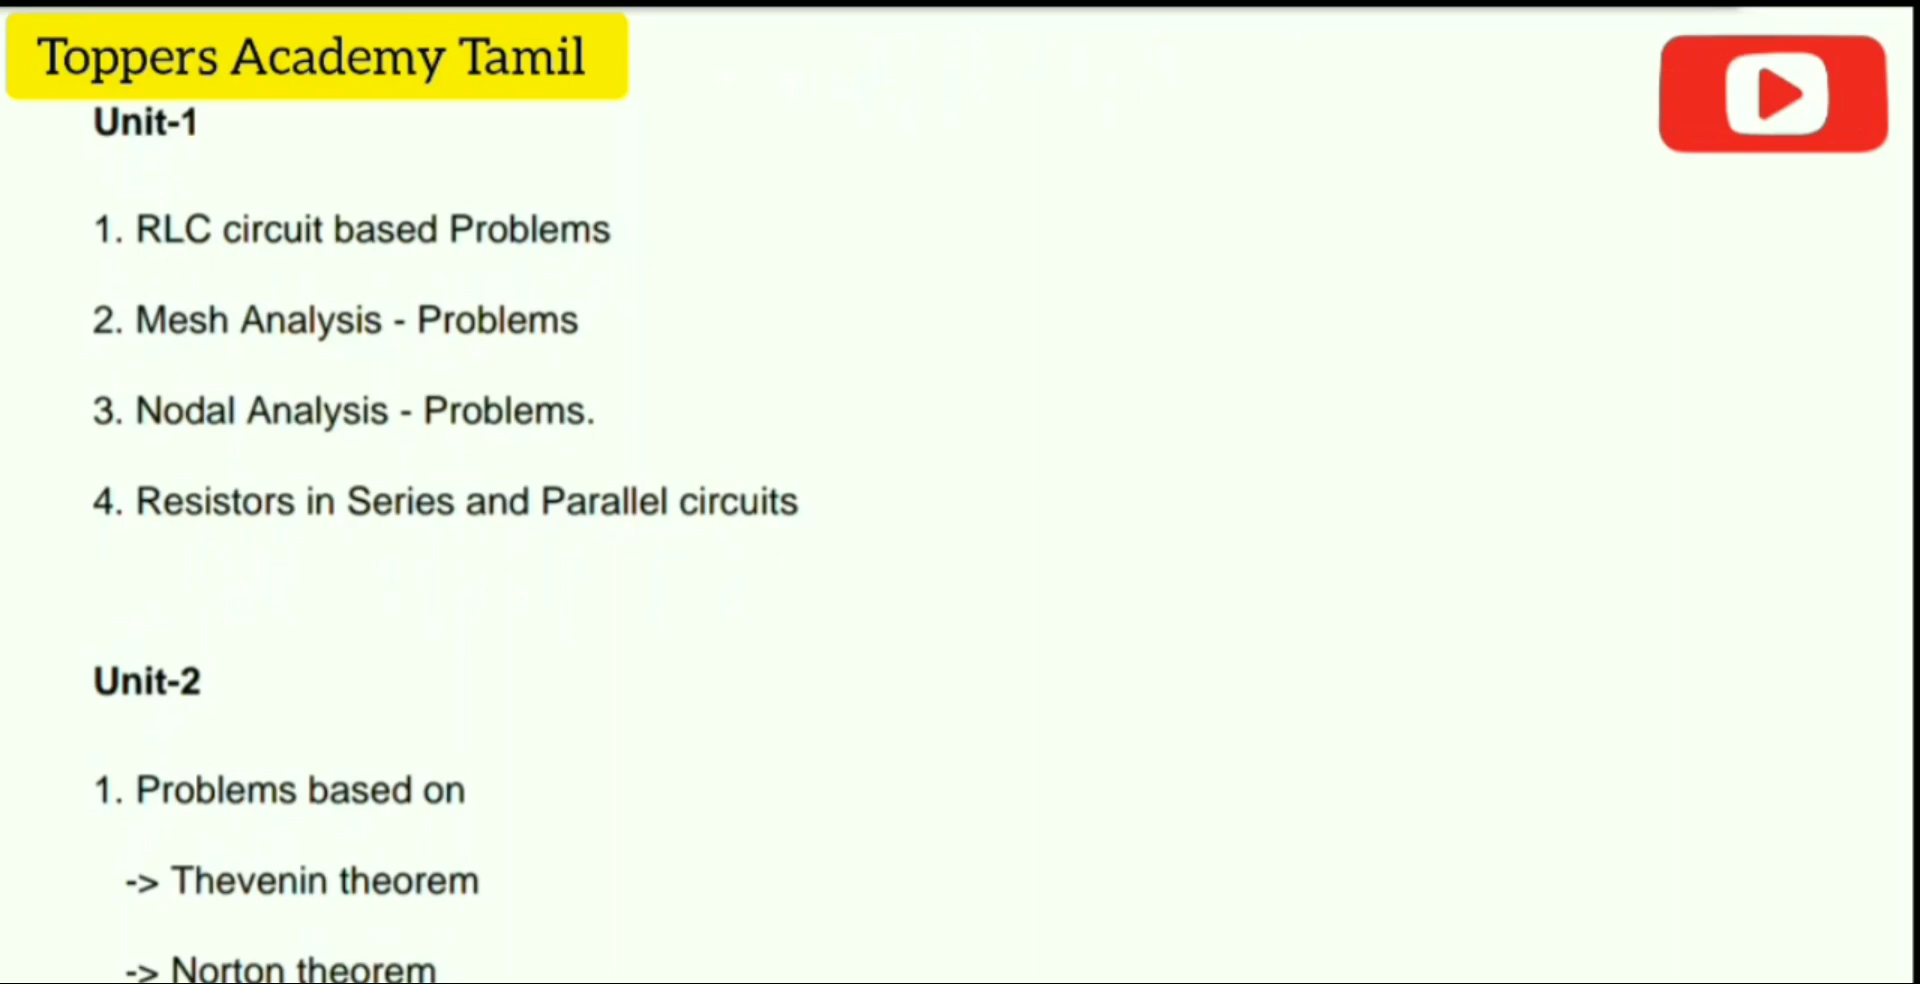 Toppers Academy Tamil
Unit-1
1. RLC circuit based Problems
2. Mesh Analysis - Problems
3. Nodal Analysis - Problems.
4. Resistors in Series and Parallel circuits
Unit-2
1. Problems based on
-> Thevenin theorem
-> Norton theorem